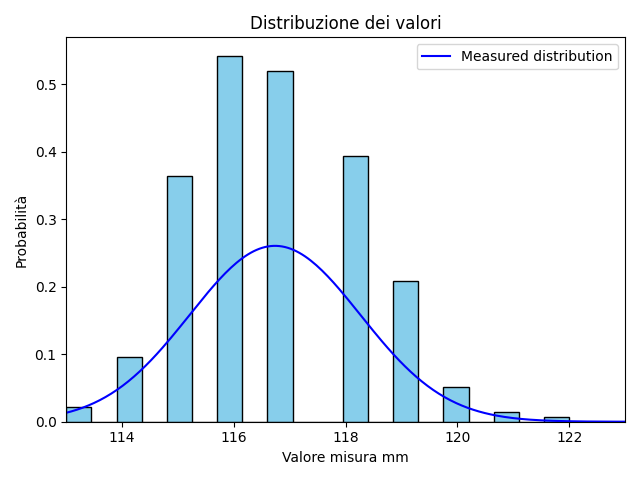 Distribuzione dei valori
Measured distribution
Probabilità
0.5
0.4
0.3
0.2
0.1
0.0
114 116 118 120 122
Valore misura mm